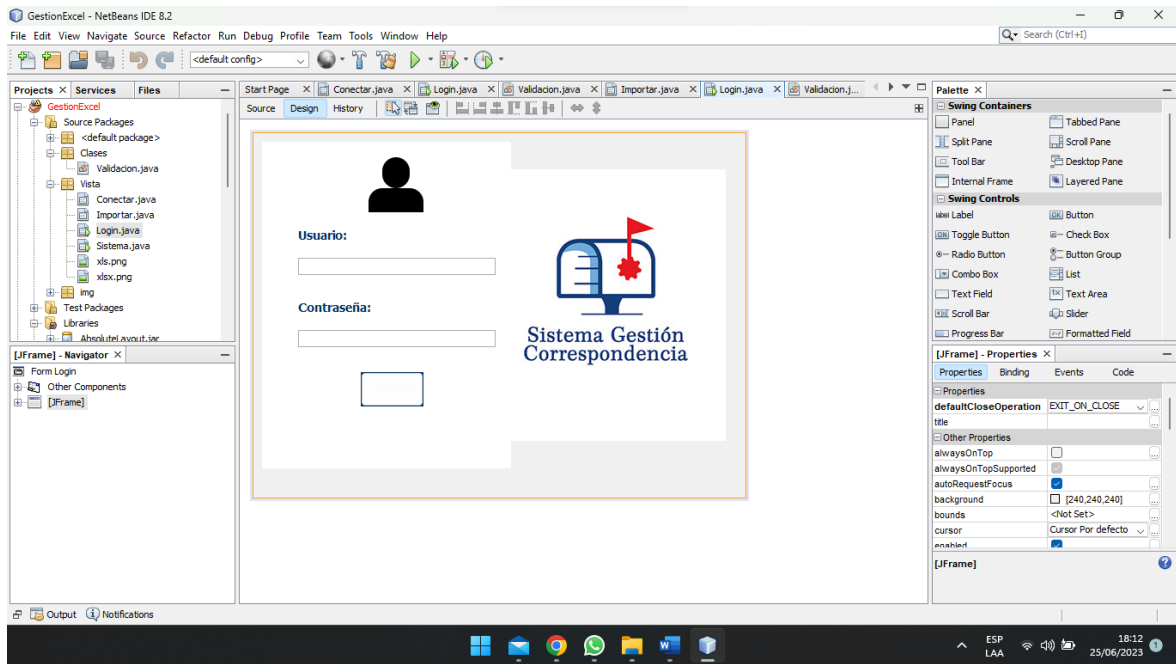 GestionExcel - NetBeans IDE 8.2
File Edit View Navigate Source Refactor Run Debug Profile Team Tools Window Help
Search (Ctrl+I)
<default config>
Projects Services Files
GestionExcel
Source Packages
<default package>
Clases
Validacion.java
Vista
Conectar.java
Importar.java
Login.java
Sistema.java
xls.png
xlsx.png
img
Test Packages
Libraries
AbsoluteLayout.jar
[JFrame] - Navigator
Form Login
Other Components
[JFrame]
Start Page Conectar.java Login.java Validacion.java Importar.java Login.java Validacion.j...
Source Design History
Usuario:
Contraseña:
Sistema Gestión
Correspondencia
Palette
Swing Containers
Panel Tabbed Pane
Split Pane Scroll Pane
Tool Bar Desktop Pane
Internal Frame Layered Pane
Swing Controls
label Label OK Button
ON Toggle Button Check Box
Radio Button Button Group
Combo Box List
Text Field Text Area
Scroll Bar Slider
Progress Bar Formatted Field
[JFrame] - Properties
Properties Binding Events Code
Properties
defaultCloseOperation EXIT_ON_CLOSE
title
Other Properties
alwaysOnTop
alwaysOnTopSupported
autoRequestFocus
background [240,240,240]
bounds <Not Set>
cursor Cursor Por defecto
enabled
[JFrame]
Output Notifications
ESP
LAA
18:12
25/06/2023
1